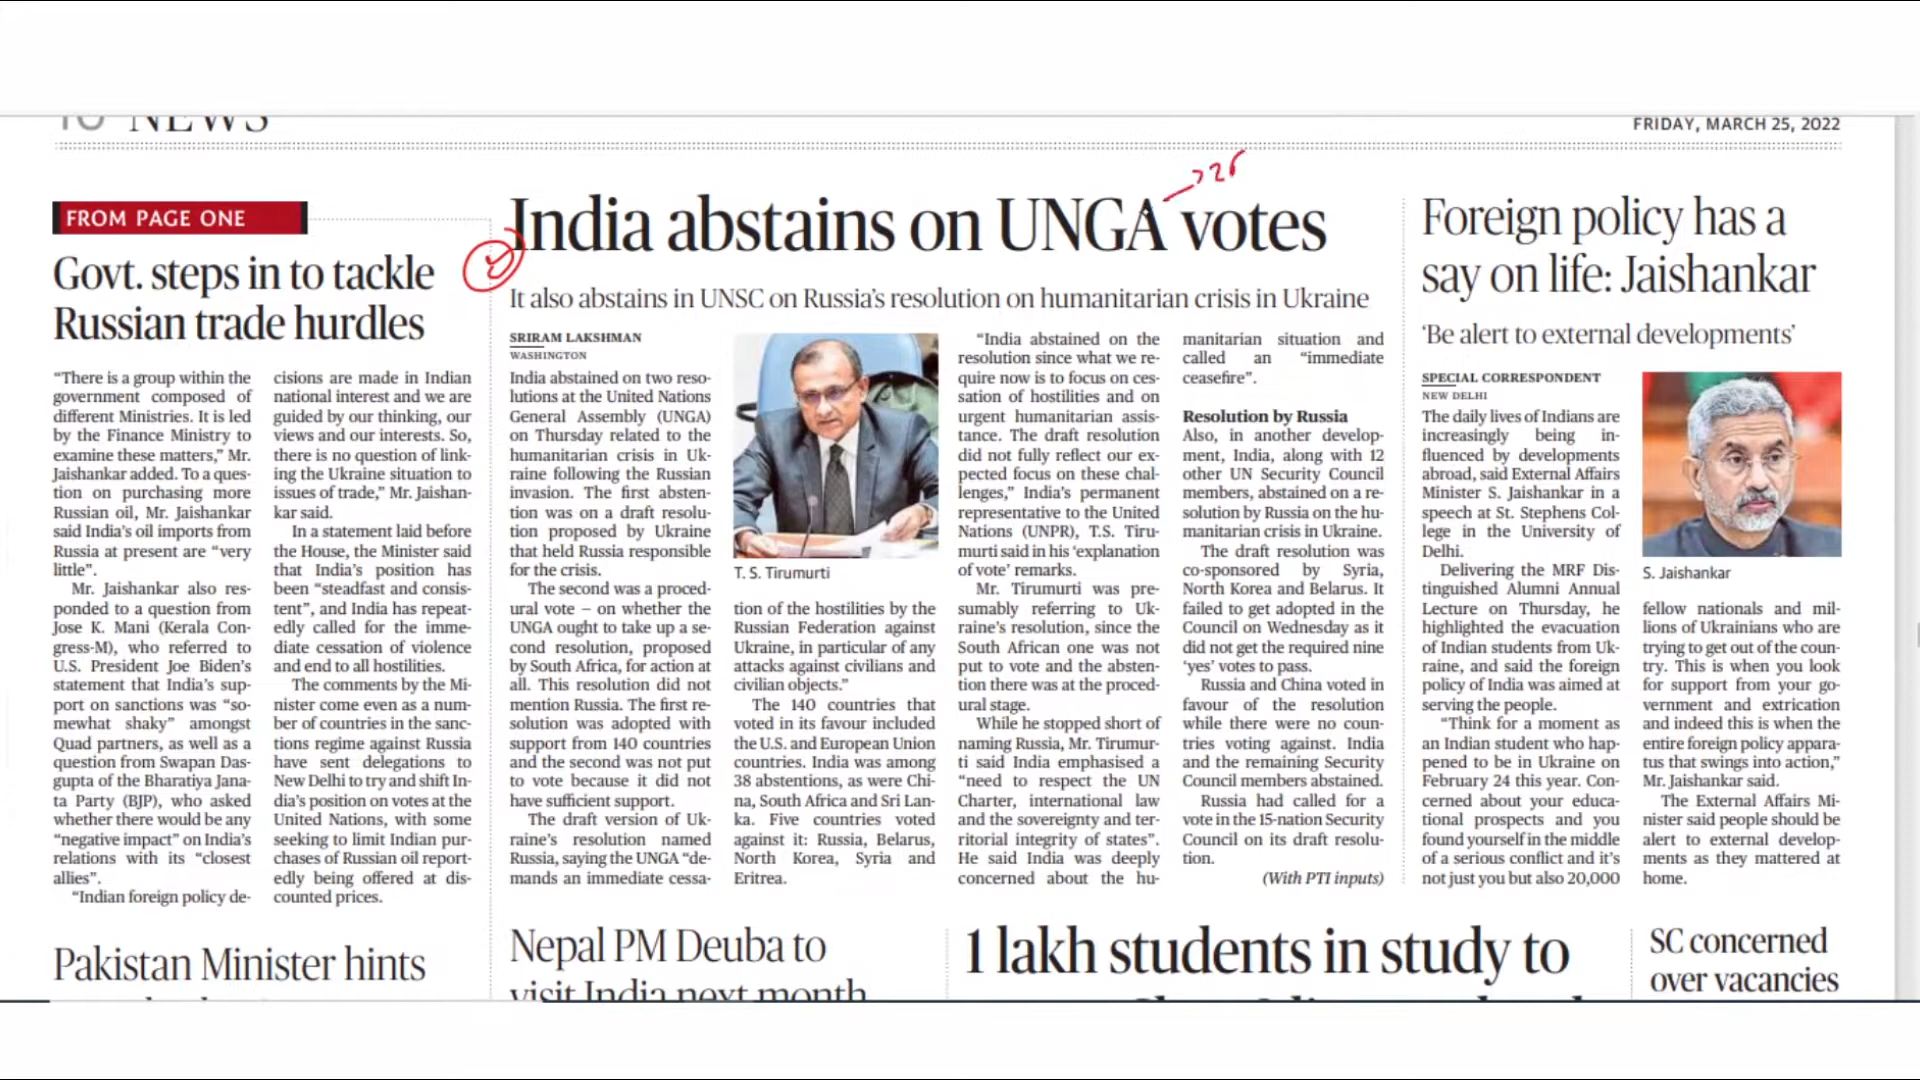 NEWS
FRIDAY, MARCH 25, 2022
FROM PAGE ONE
Govt. steps in to tackle
Russian trade hurdles
“There is a group within the
government composed of
different Ministries. It is led
by the Finance Ministry to
examine these matters,” Mr.
Jaishankar added. To a ques-
tion on purchasing more
Russian oil, Mr. Jaishankar
said India’s oil imports from
Russia at present are “very
little”.
Mr. Jaishankar also res-
ponded to a question from
Jose K. Mani (Kerala Con-
gress-M), who referred to
U.S. President Joe Biden’s
statement that India’s sup-
port on sanctions was “so-
mewhat shaky” amongst
Quad partners, as well as a
question from Swapan Das-
gupta of the Bharatiya Jana-
ta Party (BJP), who asked
whether there would be any
“negative impact” on India’s
relations with its “closest
allies”.
“Indian foreign policy de-
cisions are made in Indian
national interest and we are
guided by our thinking, our
views and our interests. So,
there is no question of link-
ing the Ukraine situation to
issues of trade,” Mr. Jaishan-
kar said.
In a statement laid before
the House, the Minister said
that India’s position has
been “steadfast and consis-
tent”, and India has repeat-
edly called for the imme-
diate cessation of violence
and end to all hostilities.
The comments by the Mi-
nister come even as a num-
ber of countries in the sanc-
tions regime against Russia
have sent delegations to
New Delhi to try and shift In-
dia’s position on votes at the
United Nations, with some
seeking to limit Indian pur-
chases of Russian oil report-
edly being offered at dis-
counted prices.
India abstains on UNGA votes
It also abstains in UNSC on Russia’s resolution on humanitarian crisis in Ukraine
SRIRAM LAKSHMAN
WASHINGTON
India abstained on two reso-
lutions at the United Nations
General Assembly (UNGA)
on Thursday related to the
humanitarian crisis in Uk-
raine following the Russian
invasion. The first absten-
tion was on a draft resolu-
tion proposed by Ukraine
that held Russia responsible
for the crisis.
The second was a proced-
ural vote – on whether the
UNGA ought to take up a se-
cond resolution, proposed
by South Africa, for action at
all. This resolution did not
mention Russia. The first re-
solution was adopted with
support from 140 countries
and the second was not put
to vote because it did not
have sufficient support.
The draft version of Uk-
raine’s resolution named
Russia, saying the UNGA “de-
mands an immediate cessa-
T. S. Tirumurti
tion of the hostilities by the
Russian Federation against
Ukraine, in particular of any
attacks against civilians and
civilian objects.”
The 140 countries that
voted in its favour included
the U.S. and European Union
countries. India was among
38 abstentions, as were Chi-
na, South Africa and Sri Lan-
ka. Five countries voted
against it: Russia, Belarus,
North Korea, Syria and
Eritrea.
“India abstained on the
resolution since what we re-
quire now is to focus on ces-
sation of hostilities and on
urgent humanitarian assis-
tance. The draft resolution
did not fully reflect our ex-
pected focus on these chal-
lenges,” India’s permanent
representative to the United
Nations (UNPR), T.S. Tiru-
murti said in his ‘explanation
of vote’ remarks.
Mr. Tirumurti was pre-
sumably referring to Uk-
raine’s resolution, since the
South African one was not
put to vote and the absten-
tion there was at the proced-
ural stage.
While he stopped short of
naming Russia, Mr. Tirumur-
ti said India emphasised a
“need to respect the UN
Charter, international law
and the sovereignty and ter-
ritorial integrity of states”.
He said India was deeply
concerned about the hu-
manitarian situation and
called an “immediate
ceasefire”.
Resolution by Russia
Also, in another develop-
ment, India, along with 12
other UN Security Council
members, abstained on a re-
solution by Russia on the hu-
manitarian crisis in Ukraine.
The draft resolution was
co-sponsored by Syria,
North Korea and Belarus. It
failed to get adopted in the
Council on Wednesday as it
did not get the required nine
‘yes’ votes to pass.
Russia and China voted in
favour of the resolution
while there were no coun-
tries voting against. India
and the remaining Security
Council members abstained.
Russia had called for a
vote in the 15-nation Security
Council on its draft resolu-
tion.
(With PTI inputs)
Foreign policy has a
say on life: Jaishankar
‘Be alert to external developments’
SPECIAL CORRESPONDENT
NEW DELHI
The daily lives of Indians are
increasingly being in-
fluenced by developments
abroad, said External Affairs
Minister S. Jaishankar in a
speech at St. Stephens Col-
lege in the University of
Delhi.
Delivering the MRF Dis-
tinguished Alumni Annual
Lecture on Thursday, he
highlighted the evacuation
of Indian students from Uk-
raine, and said the foreign
policy of India was aimed at
serving the people.
“Think for a moment as
an Indian student who hap-
pened to be in Ukraine on
February 24 this year. Con-
cerned about your educa-
tional prospects and you
found yourself in the middle
of a serious conflict and it’s
not just you but also 20,000
S. Jaishankar
fellow nationals and mil-
lions of Ukrainians who are
trying to get out of the coun-
try. This is when you look
for support from your go-
vernment and extrication
and indeed this is when the
entire foreign policy appara-
tus that swings into action,”
Mr. Jaishankar said.
The External Affairs Mi-
nister said people should be
alert to external develop-
ments as they mattered at
home.
Pakistan Minister hints
Nepal PM Deuba to
visit India next month
1 lakh students in study to
SC concerned
over vacancies